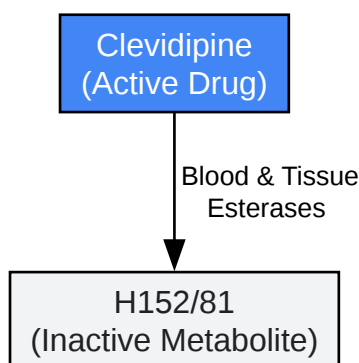 Clevidipine
(Active Drug)
Blood & Tissue
Esterases
H152/81
(Inactive Metabolite)